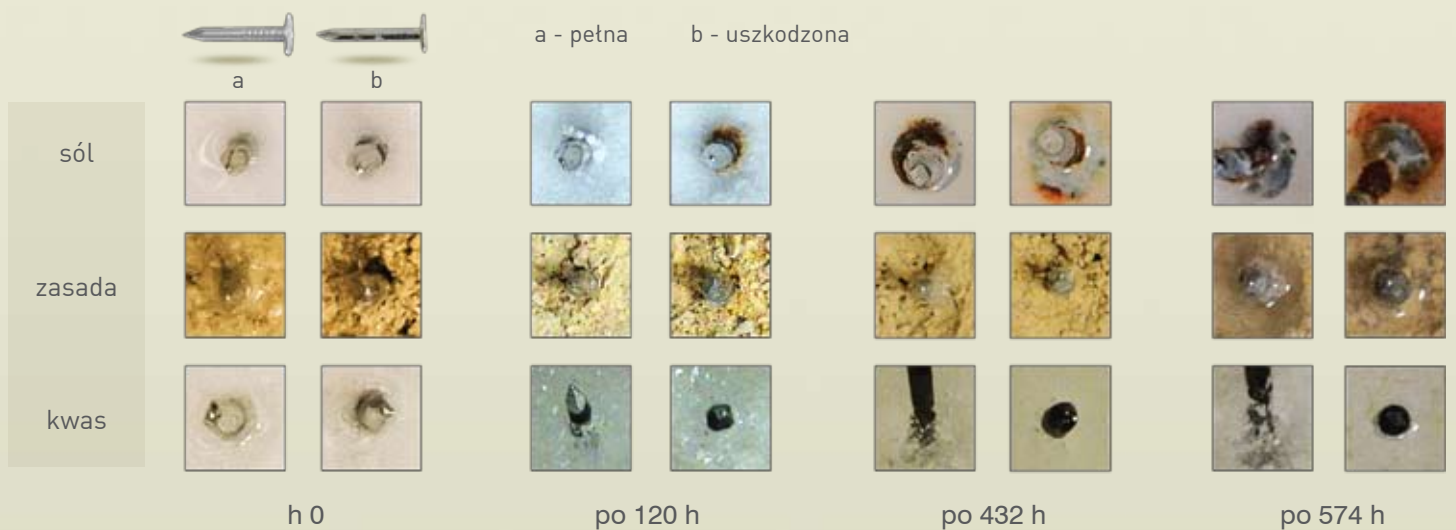 a - pełna b - uszkodzona
a b
sól
zasada
kwas
h 0 po 120 h po 432 h po 574 h